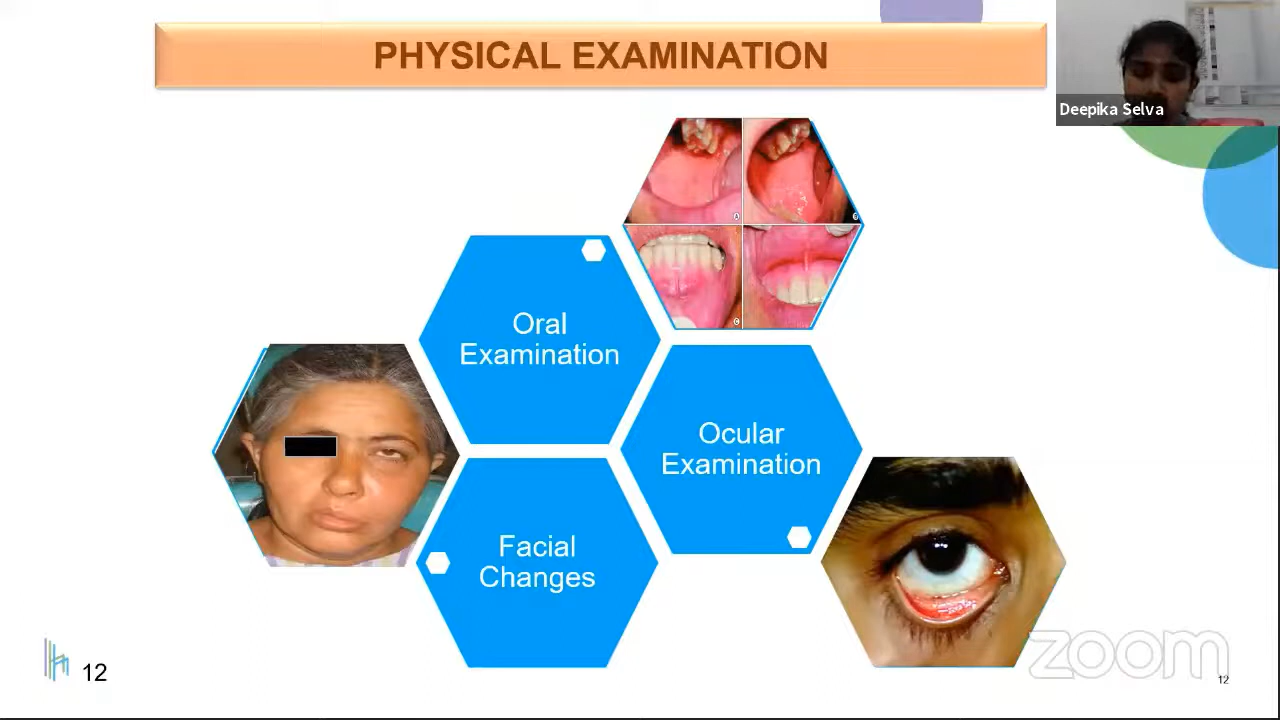 PHYSICAL EXAMINATION
Deepika Selva
A
B
Oral
Examination
C
Ocular
Examination
Facial
Changes
12
zoom
12